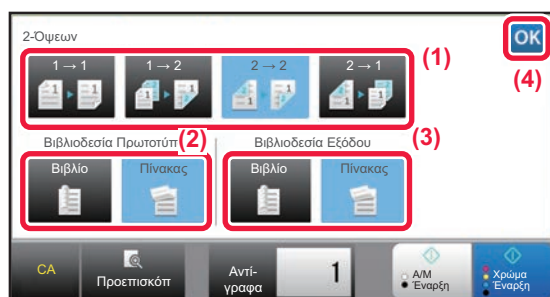 2-Όψεων
OK
(1)
(4)
1 → 1
1 → 2
2 → 2
2 → 1
Βιβλιοδεσία Πρωτοτύπ
(2)
Βιβλιοδεσία Εξόδου
(3)
Βιβλίο
Πίνακας
Βιβλίο
Πίνακας
CA
Προεπισκόπ
Αντί-
γραφα
1
Α/Μ
Έναρξη
Χρώμα
Έναρξη